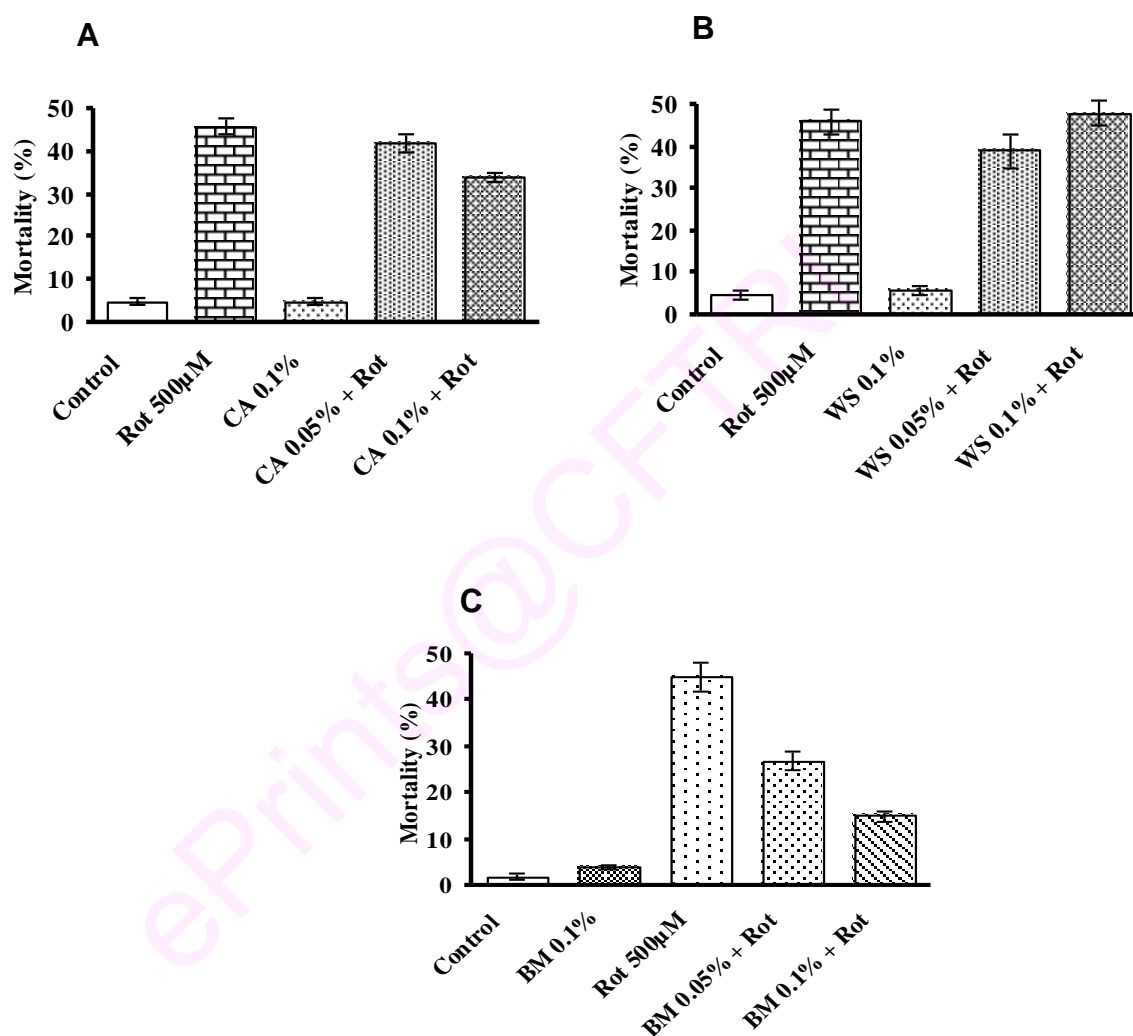 A
Mortality (%)
50
40
30
20
10
0
Control
Rot 500µM
CA 0.1%
CA 0.05% + Rot
CA 0.1% + Rot
B
Mortality (%)
50
40
30
20
10
0
Control
Rot 500µM
WS 0.1%
WS 0.05% + Rot
WS 0.1% + Rot
C
Mortality (%)
50
40
30
20
10
0
Control
BM 0.1%
Rot 500µM
BM 0.05% + Rot
BM 0.1% + Rot
ePrints@CFTRI